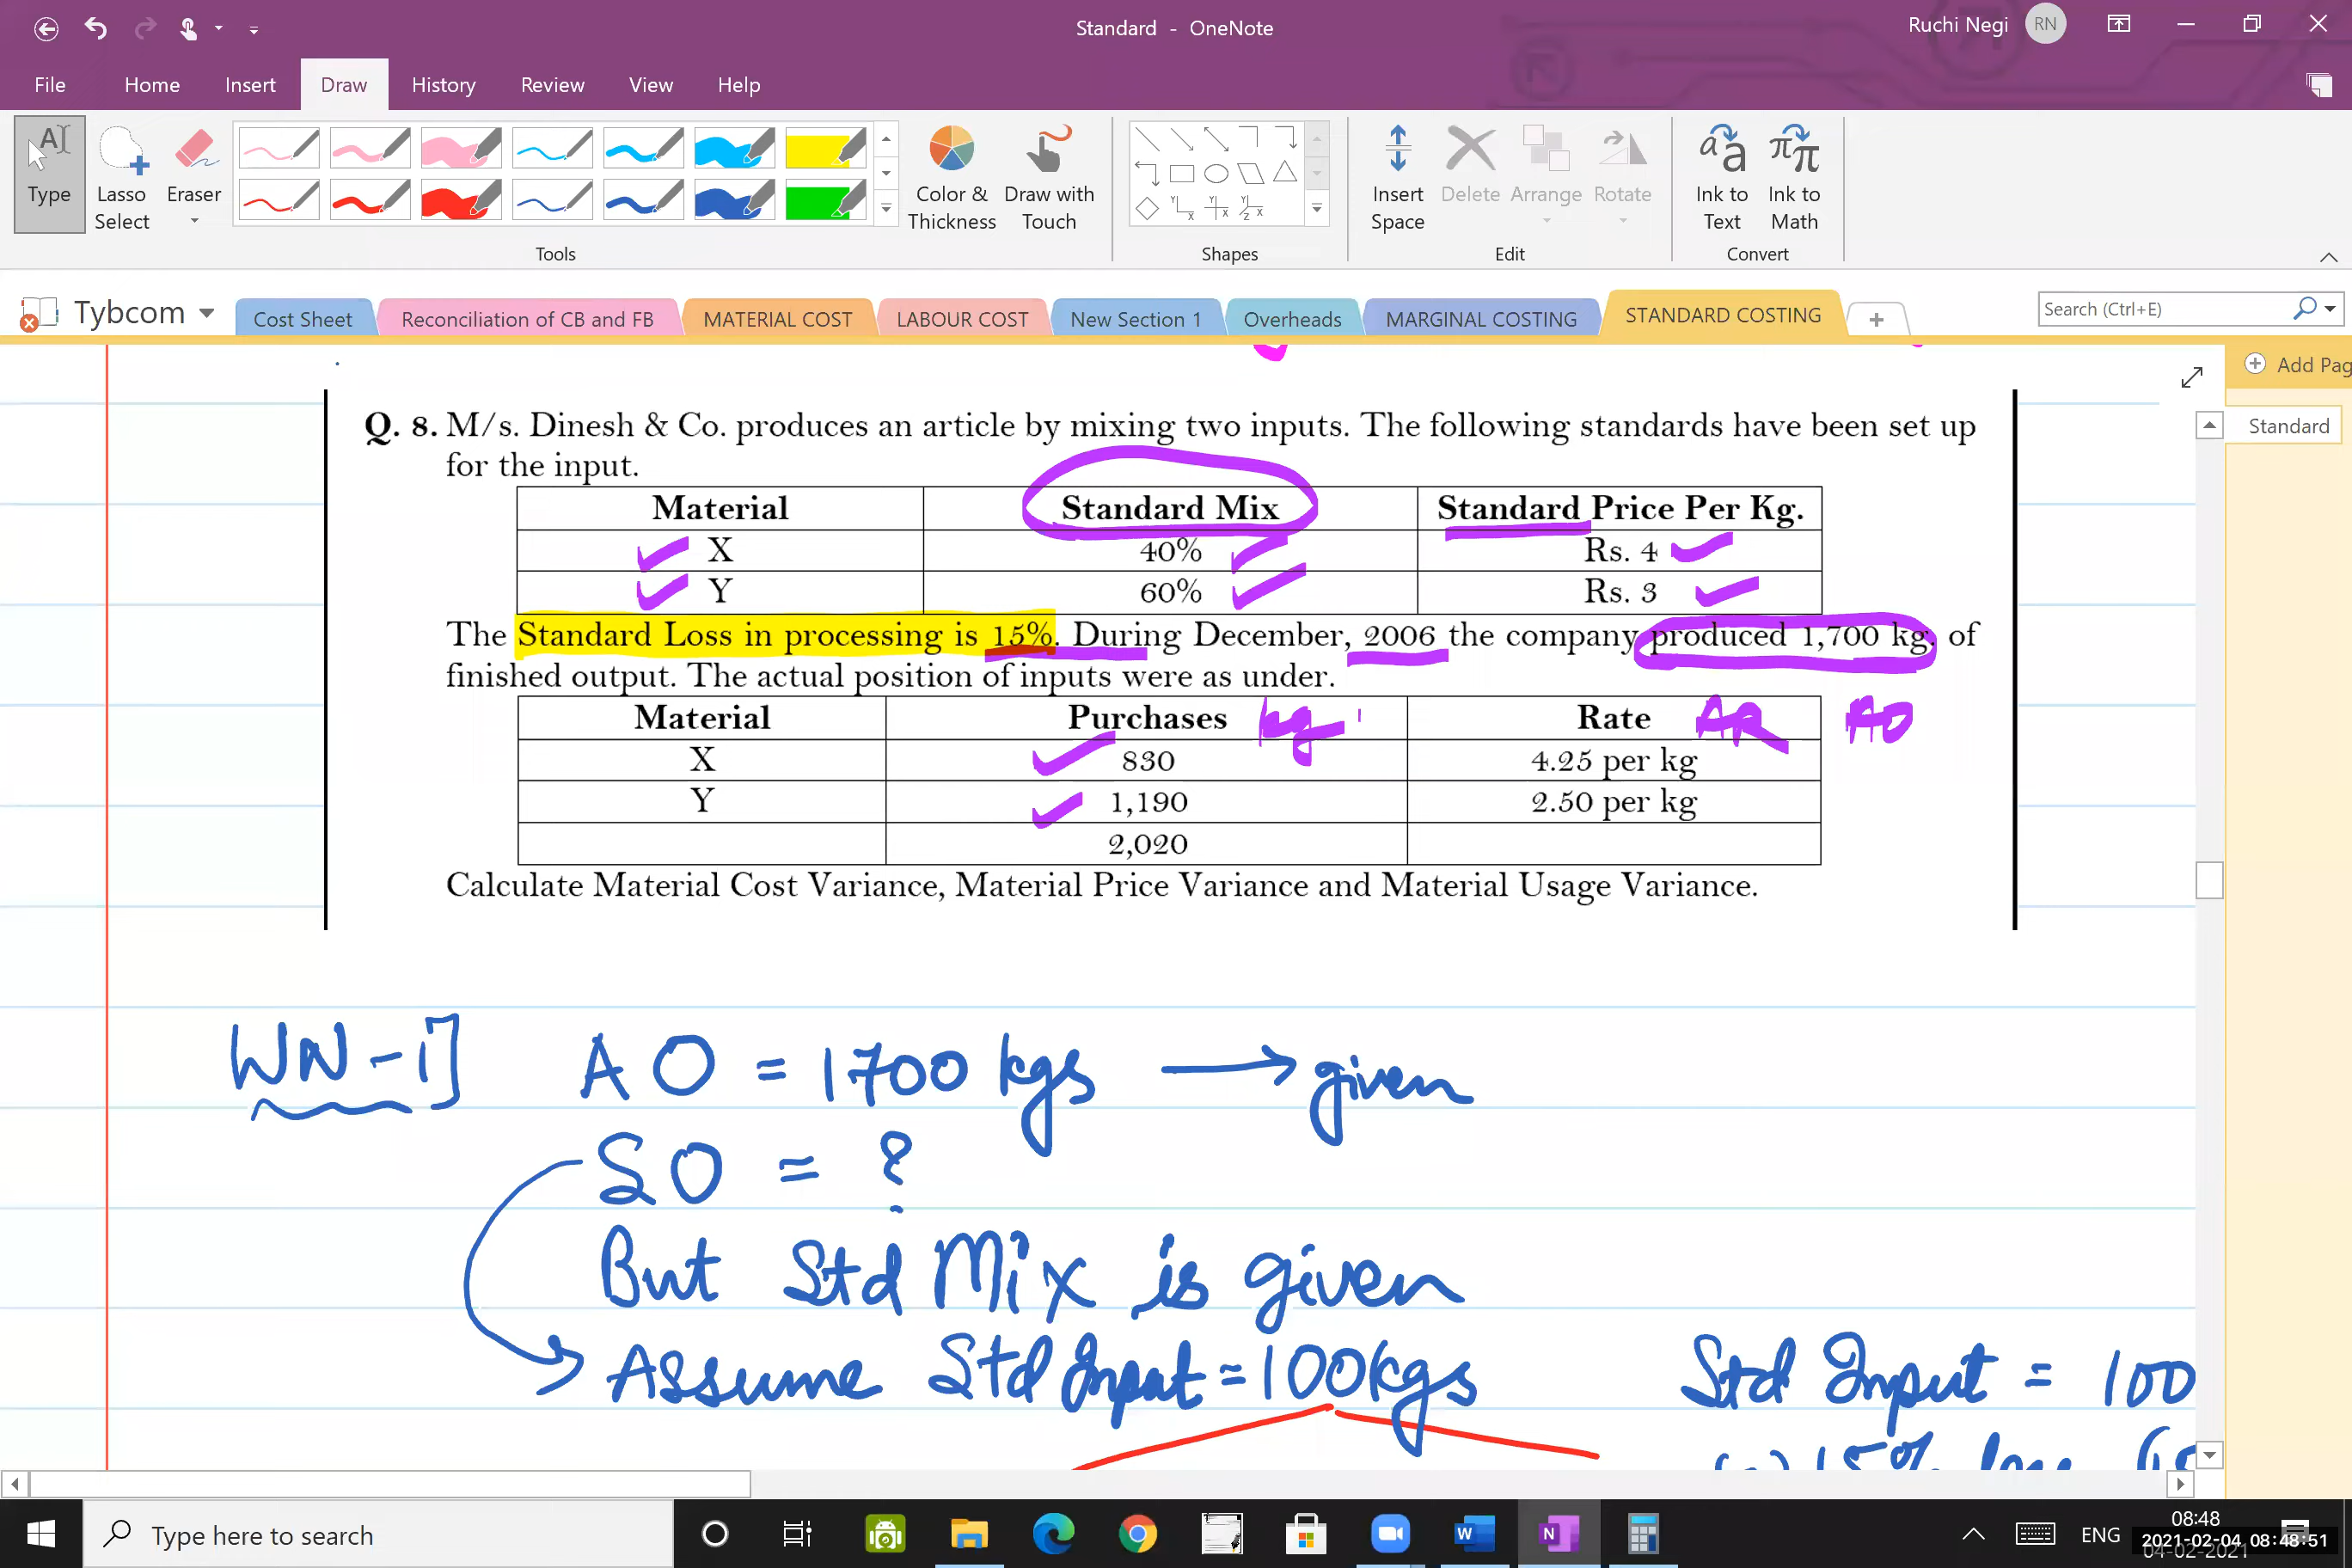 Standard - OneNote
Ruchi Negi RN
File Home Insert Draw History Review View Help
Type
Lasso Select
Eraser
Color & Thickness
Draw with Touch
Insert Space
Delete
Arrange
Rotate
Ink to Text
Ink to Math
Tools Shapes Edit Convert
Tybcom Cost Sheet Reconciliation of CB and FB MATERIAL COST LABOUR COST New Section 1 Overheads MARGINAL COSTING STANDARD COSTING + Search (Ctrl+E)
Add Pag
Standard
Q. 8. M/s. Dinesh & Co. produces an article by mixing two inputs. The following standards have been set up
for the input.
Material Standard Mix Standard Price Per Kg.
X 40% Rs. 4
Y 60% Rs. 3
The Standard Loss in processing is 15%. During December, 2006 the company produced 1,700 kg. of
finished output. The actual position of inputs were as under.
Material Purchases kg Rate AR AO
X 830 4.25 per kg
Y 1,190 2.50 per kg
2,020
Calculate Material Cost Variance, Material Price Variance and Material Usage Variance.
WN-1] AO = 1700 kgs → given
SO = ?
But Std Mix is given
Assume Std Input = 100kgs Std Input = 100
(-) 15% loss (15
Type here to search
ENG
08:48
2021-02-04 08:48:51
04-02-2021